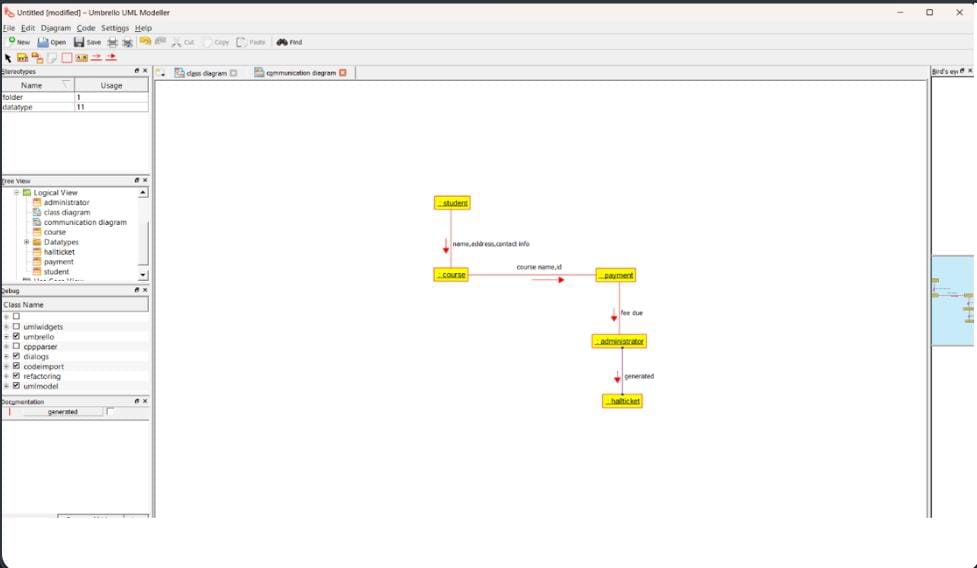 Untitled [modified] – Umbrello UML Modeller
File Edit Diagram Code Settings Help
New Open Save Cut Copy Paste Find
Stereotypes
Name Usage
folder 1
datatype 11
Tree View
Logical View
administrator
class diagram
communication diagram
course
Datatypes
hallticket
payment
student
Debug
Class Name
umlwidgets
umbrello
cppparser
dialogs
codeimport
refactoring
umlmodel
Documentation
generated
class diagram communication diagram
: student
name,address,contact info
: course
course name,id
: payment
fee due
: administrator
generated
: hallticket
Bird's ey